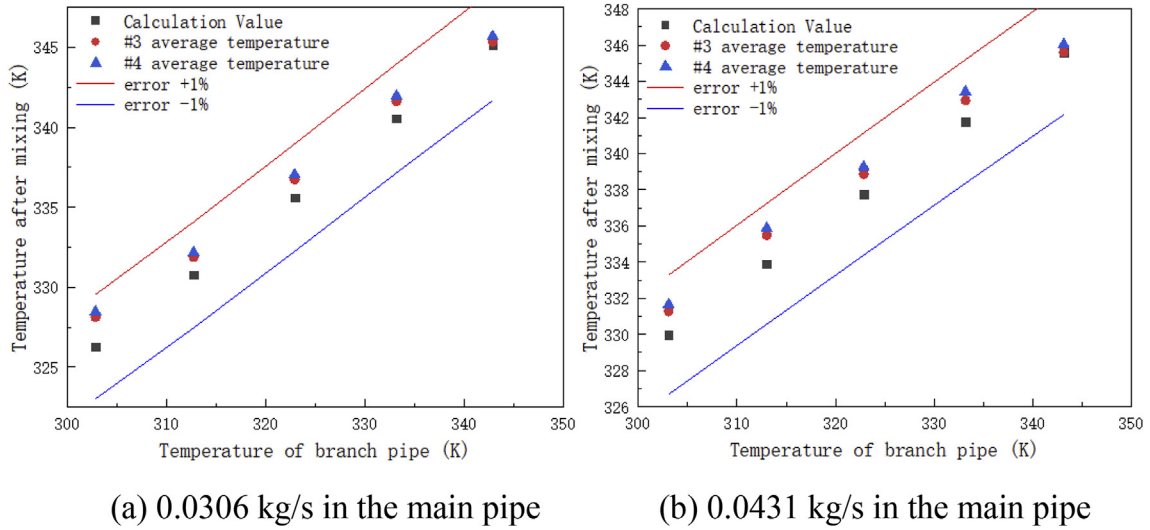 Calculation Value
#3 average temperature
#4 average temperature
error +1%
error -1%
345
340
335
330
325
300 310 320 330 340 350
Temperature after mixing (K)
Temperature of branch pipe (K)
(a) 0.0306 kg/s in the main pipe
Calculation Value
#3 average temperature
#4 average temperature
error +1%
error -1%
348
346
344
342
340
338
336
334
332
330
328
326
300 310 320 330 340 350
Temperature after mixing (K)
Temperature of branch pipe (K)
(b) 0.0431 kg/s in the main pipe